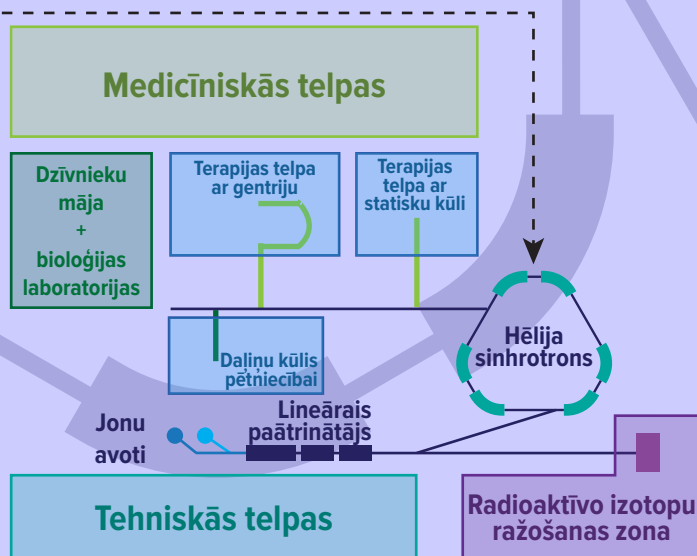 Medicīniskās telpas
Dzīvnieku
māja
+
bioloģijas
laboratorijas
Terapijas telpa
ar gentriju
Terapijas
telpa ar
statisku kūli
Hēlija
sinhrotrons
Daļiņu kūlis
pētniecībai
Jonu
avoti
Lineārais
paātrinātājs
Tehniskās telpas
Radioaktīvo izotopu
ražošanas zona